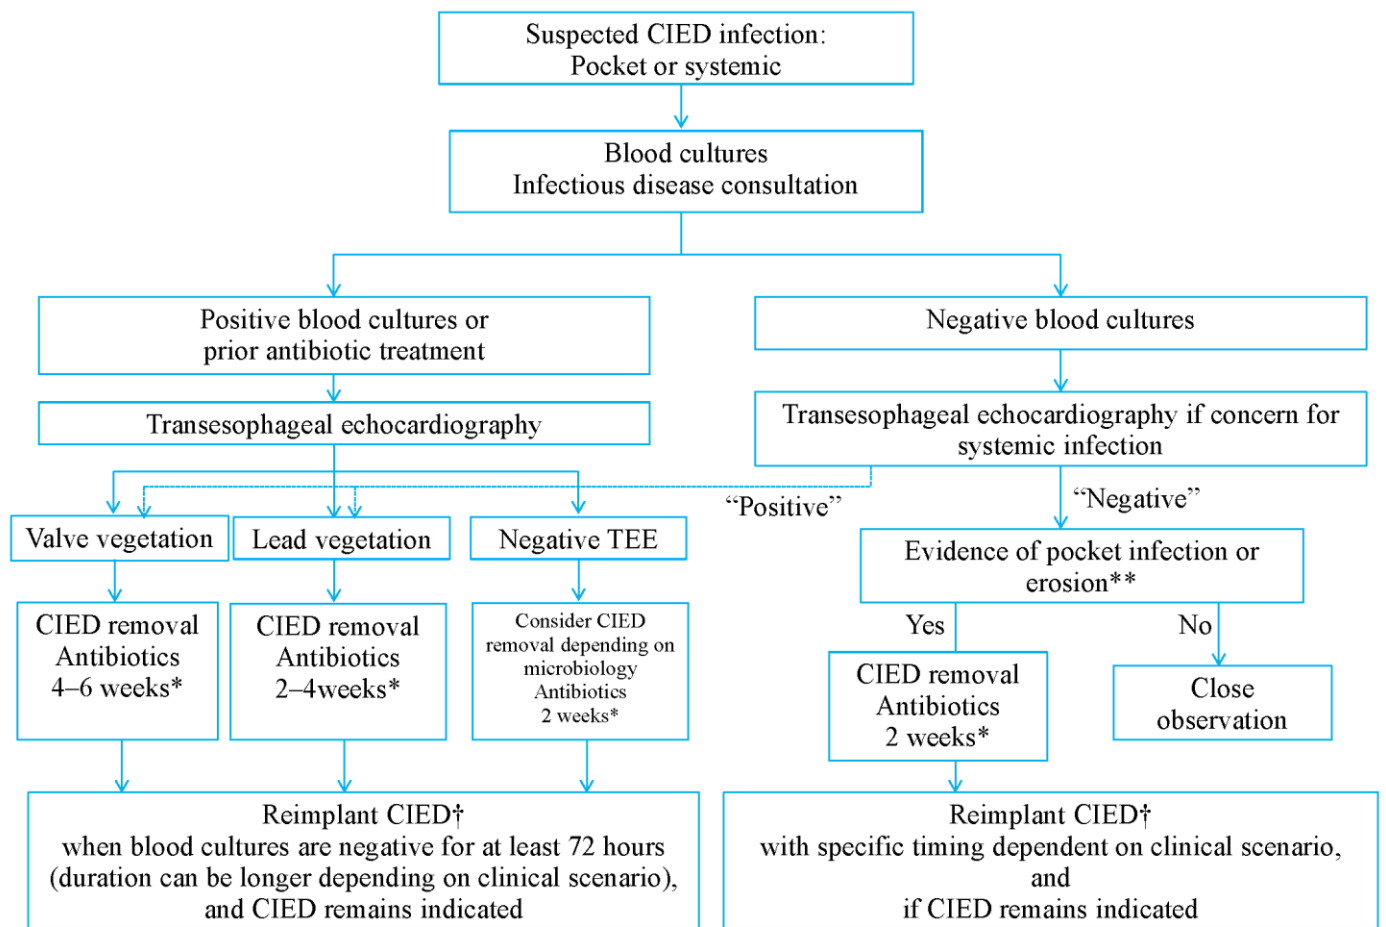 Suspected CIED infection:
Pocket or systemic
Blood cultures
Infectious disease consultation
Positive blood cultures or
prior antibiotic treatment
Negative blood cultures
Transesophageal echocardiography
Transesophageal echocardiography if concern for
systemic infection
“Positive”
“Negative”
Valve vegetation
Lead vegetation
Negative TEE
Evidence of pocket infection or
erosion**
Yes
No
CIED removal
Antibiotics
4–6 weeks*
CIED removal
Antibiotics
2–4weeks*
Consider CIED
removal depending on
microbiology
Antibiotics
2 weeks*
CIED removal
Antibiotics
2 weeks*
Close
observation
Reimplant CIED†
when blood cultures are negative for at least 72 hours
(duration can be longer depending on clinical scenario),
and CIED remains indicated
Reimplant CIED†
with specific timing dependent on clinical scenario,
and
if CIED remains indicated